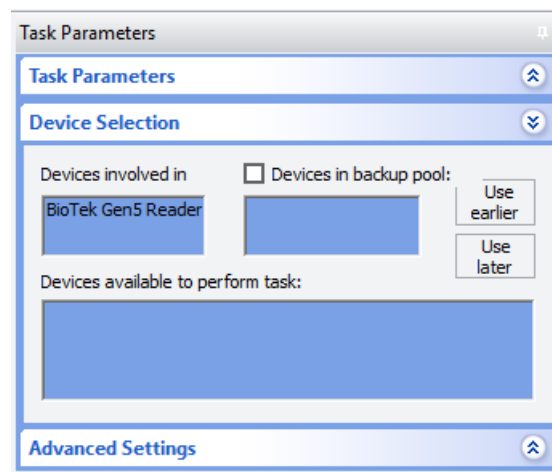 Task Parameters
Task Parameters
Device Selection
Devices involved in
Devices in backup pool:
BioTek Gen5 Reader
Use
earlier
Use
later
Devices available to perform task:
Advanced Settings